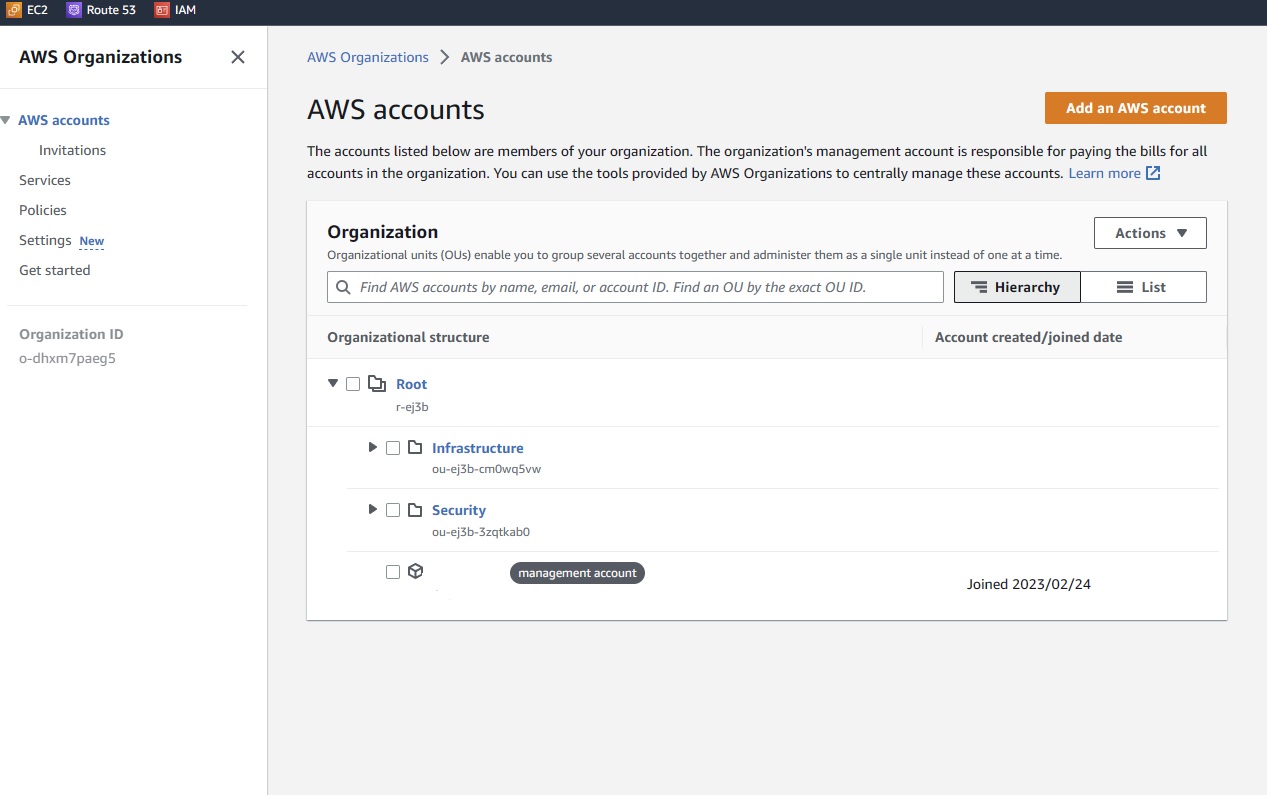 EC2 Route 53 IAM
AWS Organizations
AWS accounts
Invitations
Services
Policies
Settings New
Get started
Organization ID
o-dhxm7paeg5
AWS Organizations AWS accounts
AWS accounts
Add an AWS account
The accounts listed below are members of your organization. The organization's management account is responsible for paying the bills for all
accounts in the organization. You can use the tools provided by AWS Organizations to centrally manage these accounts. Learn more
Organization
Actions
Organizational units (OUs) enable you to group several accounts together and administer them as a single unit instead of one at a time.
Find AWS accounts by name, email, or account ID. Find an OU by the exact OU ID.
Hierarchy List
Organizational structure Account created/joined date
Root
r-ej3b
Infrastructure
ou-ej3b-cm0wq5vw
Security
ou-ej3b-3zqtkab0
management account
Joined 2023/02/24